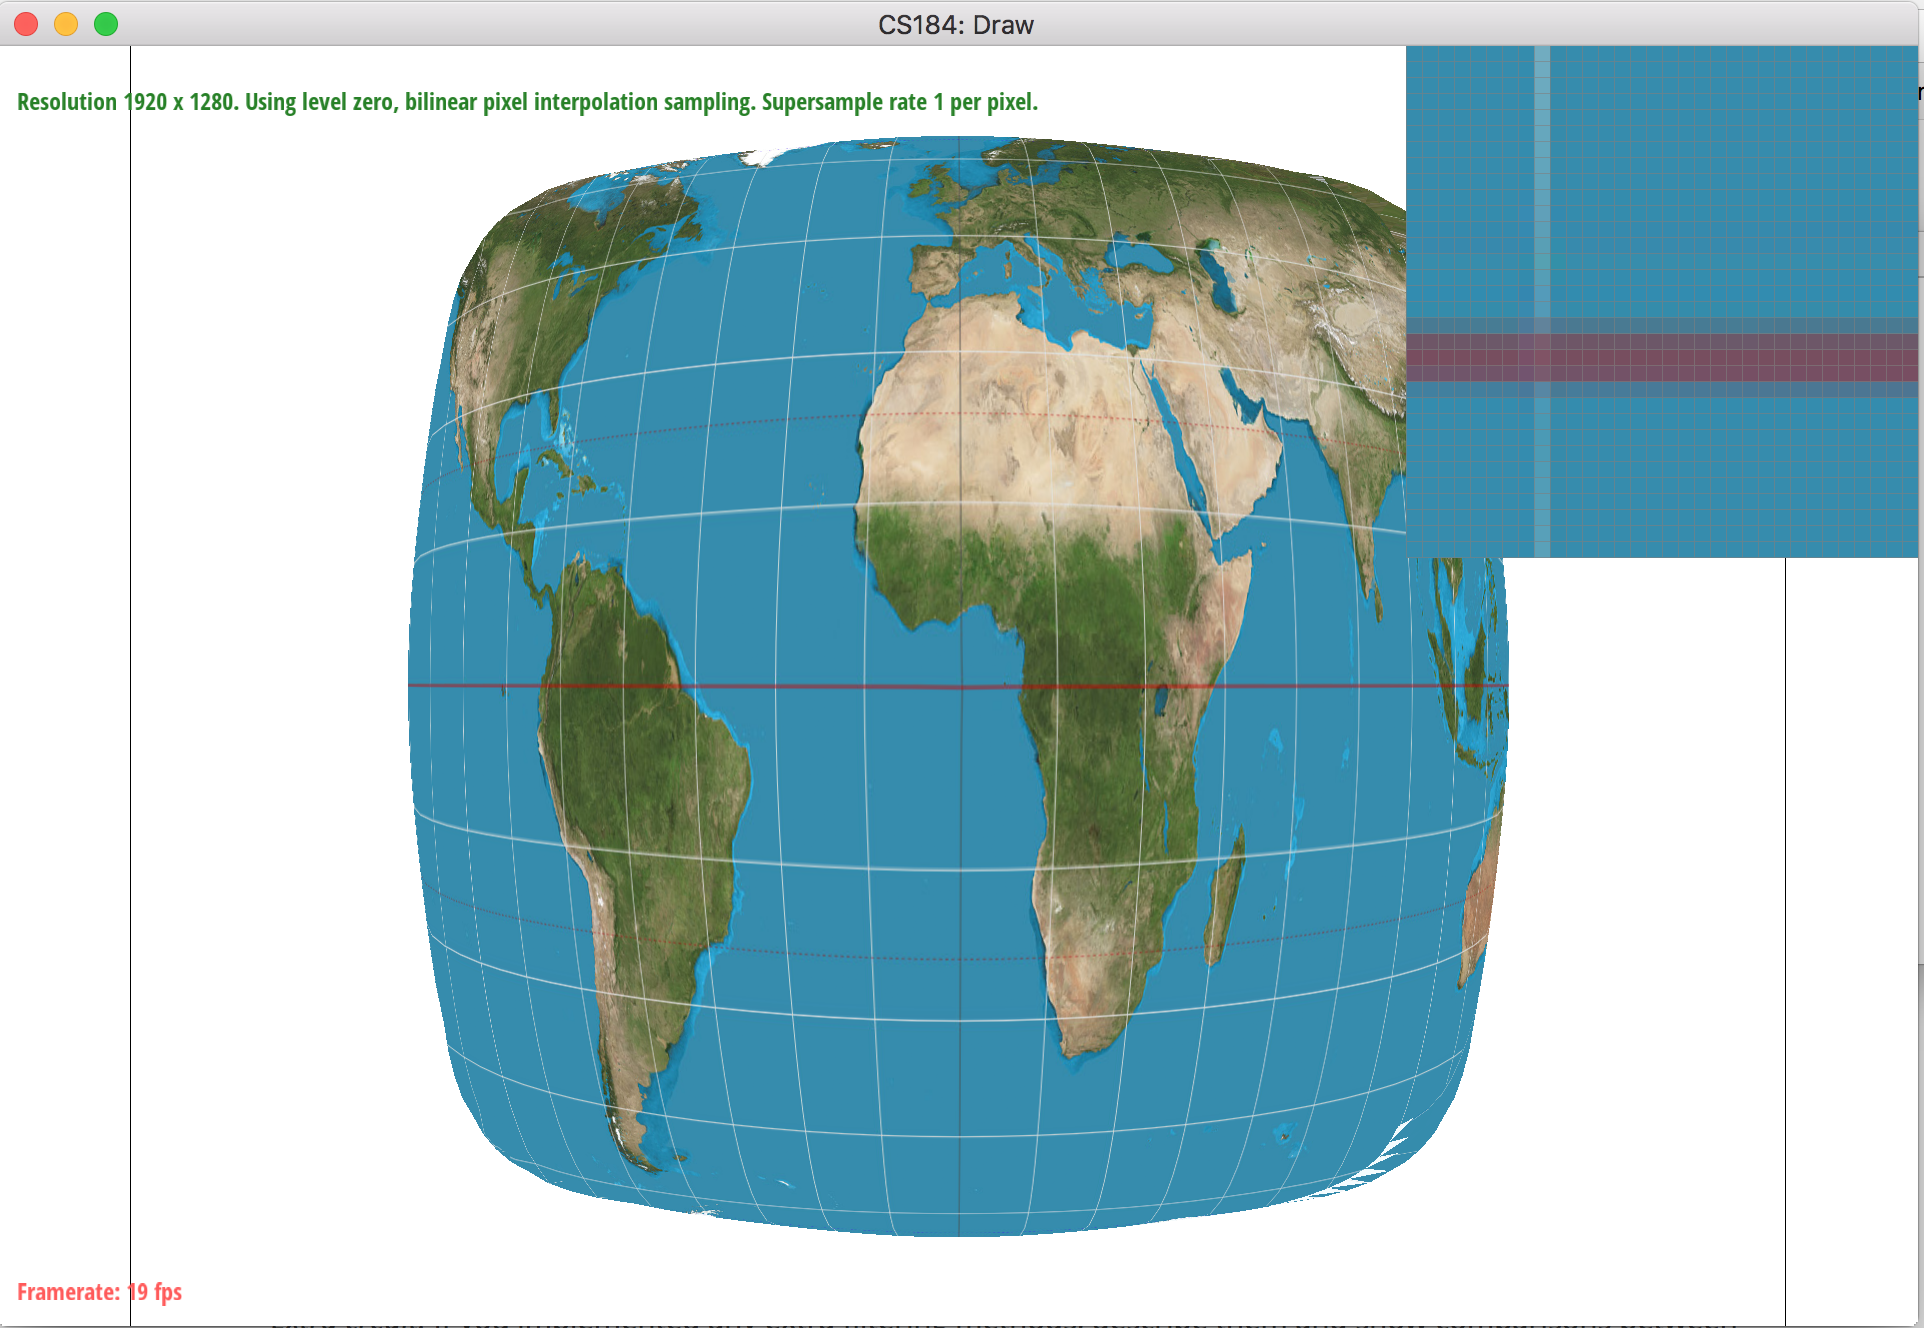 CS184: Draw
Resolution 1920 x 1280. Using level zero, bilinear pixel interpolation sampling. Supersample rate 1 per pixel.
Framerate: 19 fps